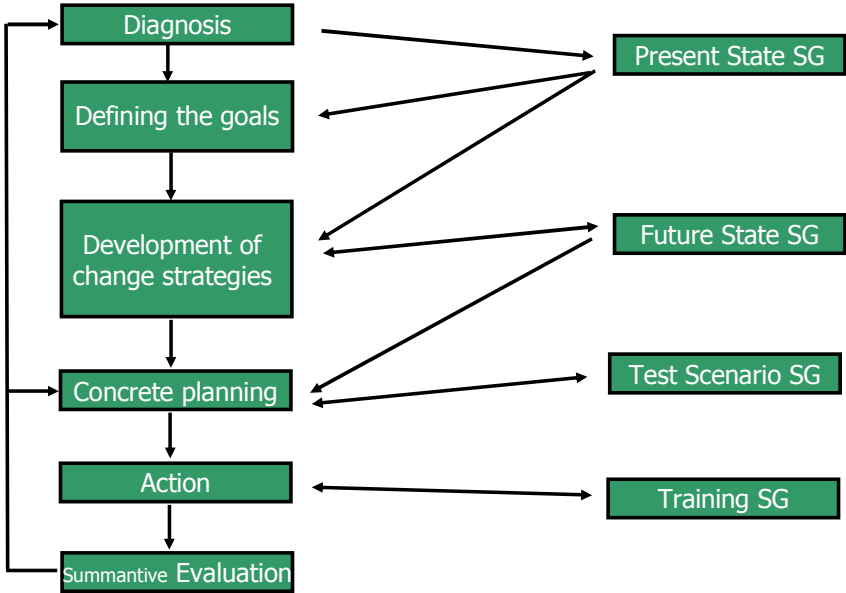 Diagnosis
Present State SG
Defining the goals
Development of
change strategies
Future State SG
Concrete planning
Test Scenario SG
Action
Training SG
Summantive Evaluation